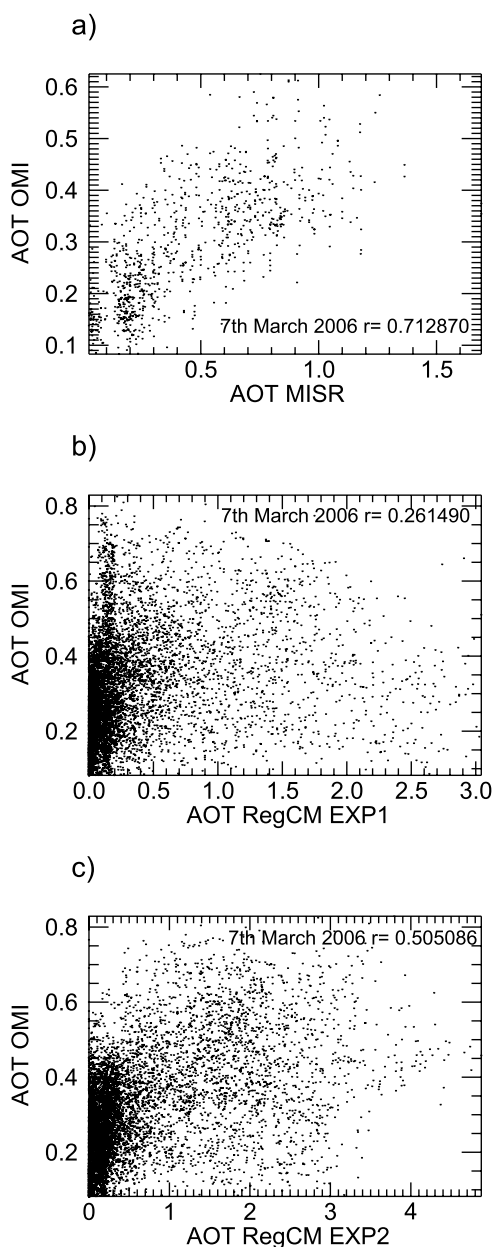 a)
0.6
0.5
0.4
0.3
0.2
0.1
AOT OMI
7th March 2006 r= 0.712870
0.5 1.0 1.5
AOT MISR
b)
0.8
0.6
0.4
0.2
AOT OMI
7th March 2006 r= 0.261490
0.0 0.5 1.0 1.5 2.0 2.5 3.0
AOT RegCM EXP1
c)
0.8
0.6
0.4
0.2
AOT OMI
7th March 2006 r= 0.505086
0 1 2 3 4
AOT RegCM EXP2